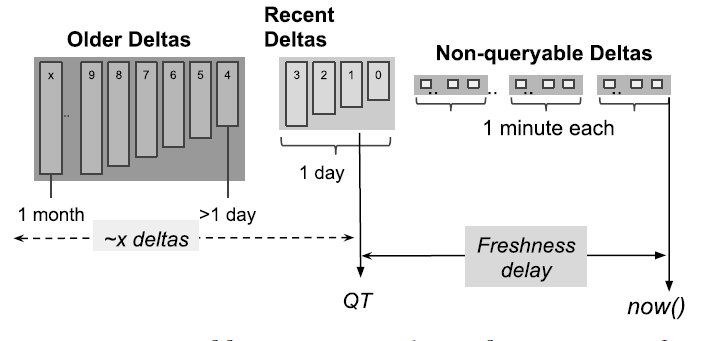 Recent
Deltas
Older Deltas
Non-queryable Deltas
x .. 9 8 7 6 5 4
3 2 1 0
.. .. .. ..
1 minute each
1 day
1 month
>1 day
~x deltas
Freshness
delay
QT
now()